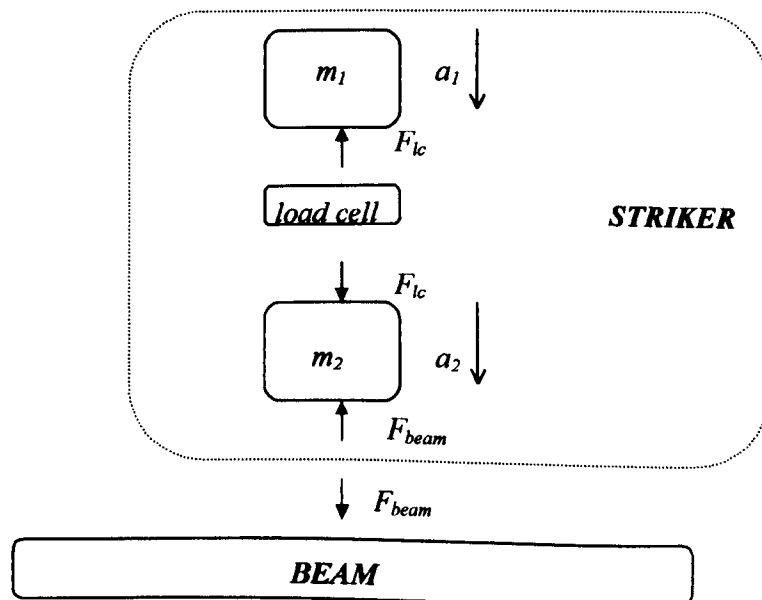 m1 a1
Flc
load cell
STRIKER
Flc
m2 a2
Fbeam
Fbeam
BEAM